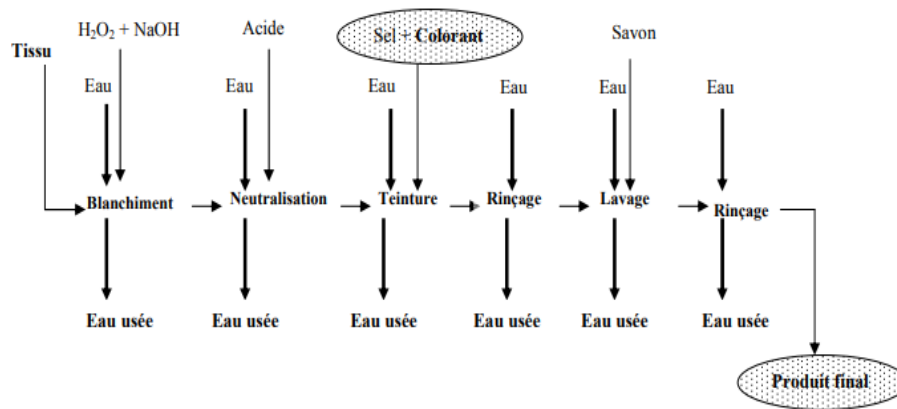 H₂O₂ + NaOH
Acide
Sel + Colorant
Savon
Tissu
Eau
Eau
Eau
Eau
Eau
Eau
Blanchiment
Neutralisation
Teinture
Rinçage
Lavage
Rinçage
Eau usée
Eau usée
Eau usée
Eau usée
Eau usée
Eau usée
Produit final